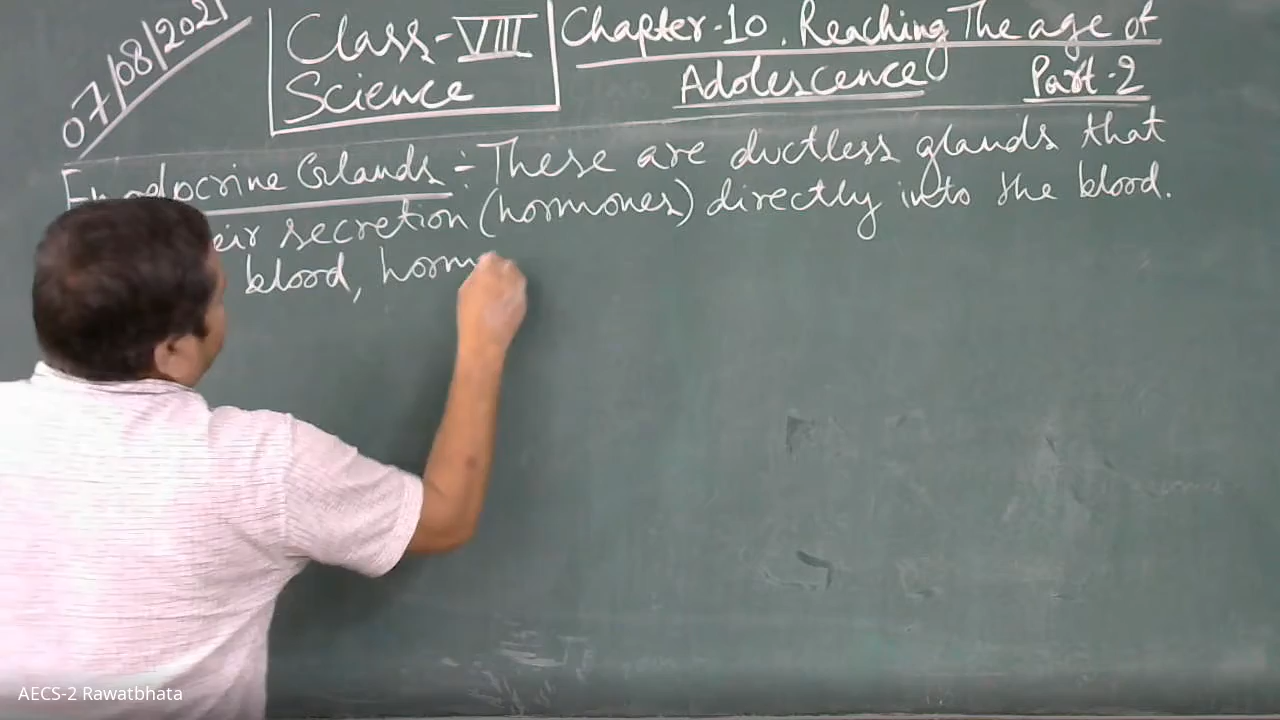 07/08/2021
Class-VIII
Science
Chapter-10. Reaching The age of
Adolescence Part-2
Endocrine Glands :- These are ductless glands that
secretion (hormones) directly into the blood.
blood,
AECS-2 Rawatbhata